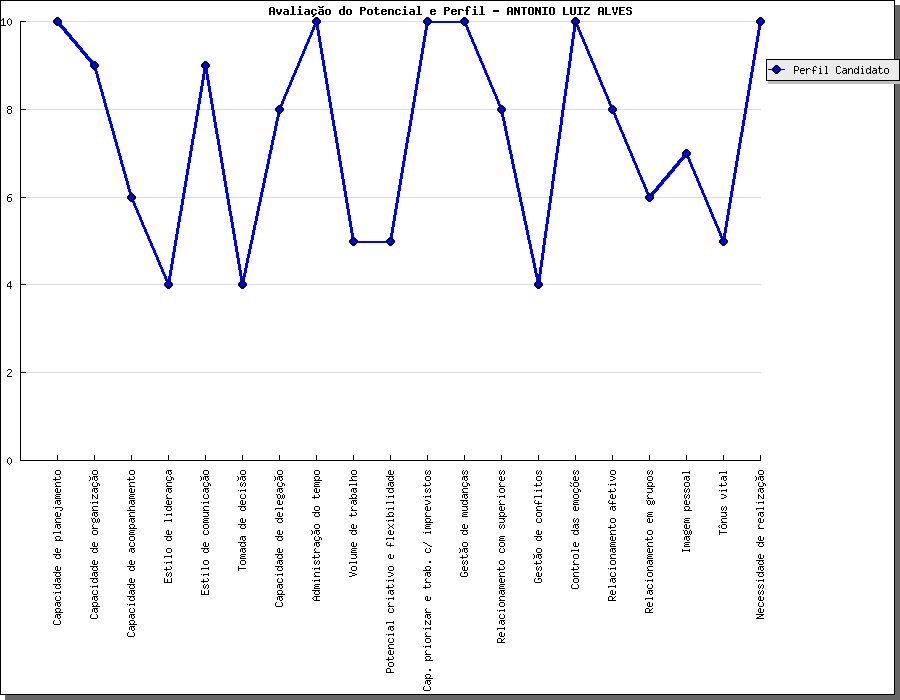 Avaliação do Potencial e Perfil - ANTONIO LUIZ ALVES
10
8
6
4
2
0
Perfil Candidato
Capacidade de planejamento
Capacidade de organização
Capacidade de acompanhamento
Estilo de liderança
Estilo de comunicação
Tomada de decisão
Capacidade de delegação
Administração do tempo
Volume de trabalho
Potencial criativo e flexibilidade
Cap. priorizar e trab. c/ imprevistos
Gestão de mudanças
Relacionamento com superiores
Gestão de conflitos
Controle das emoções
Relacionamento afetivo
Relacionamento em grupos
Imagem pessoal
Tônus vital
Necessidade de realização